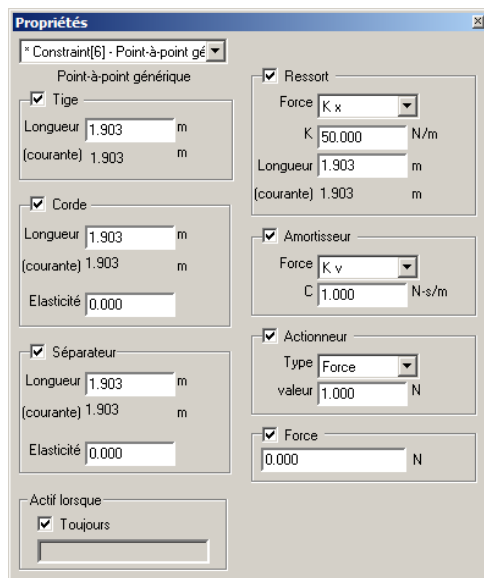 Propriétés
* Constraint[6] - Point-à-point gé
Point-à-point générique
Tige
Longueur 1.903 m
(courante) 1.903 m
Corde
Longueur 1.903 m
(courante) 1.903 m
Elasticité 0.000
Séparateur
Longueur 1.903 m
(courante) 1.903 m
Elasticité 0.000
Actif lorsque
Toujours
Ressort
Force K x
K 50.000 N/m
Longueur 1.903 m
(courante) 1.903 m
Amortisseur
Force K v
C 1.000 N-s/m
Actionneur
Type Force
valeur 1.000 N
Force
0.000 N